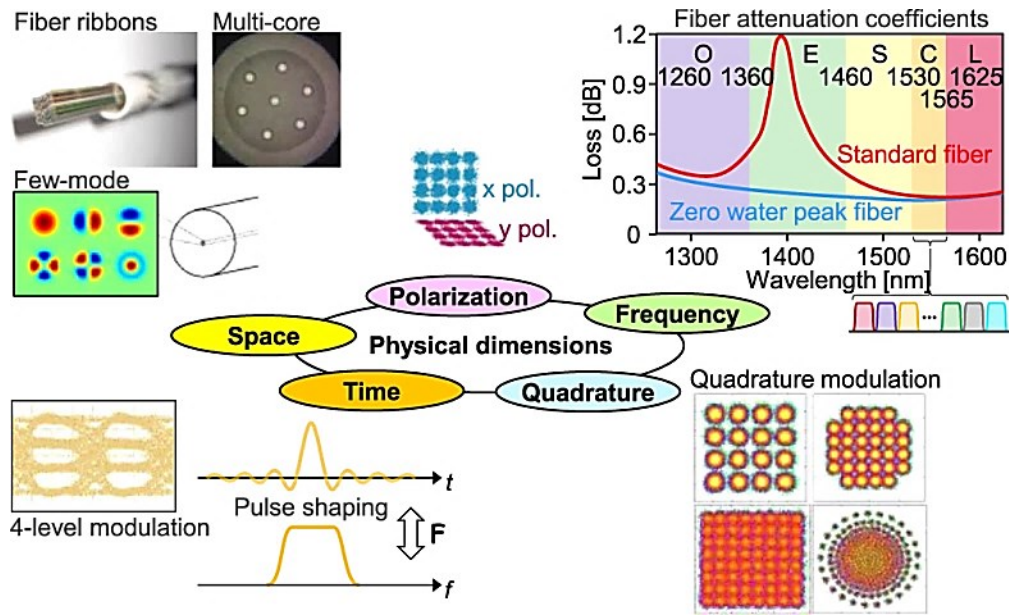 Fiber ribbons
Multi-core
Few-mode
x pol.
y pol.
Fiber attenuation coefficients
1.2
0.9
0.6
0.3
0
Loss [dB]
O E S C L
1260 1360 1460 1530 1625
1565
Standard fiber
Zero water peak fiber
1300 1400 1500 1600
Wavelength [nm]
...
Polarization
Frequency
Space
Physical dimensions
Time
Quadrature
4-level modulation
t
Pulse shaping
F
f
Quadrature modulation